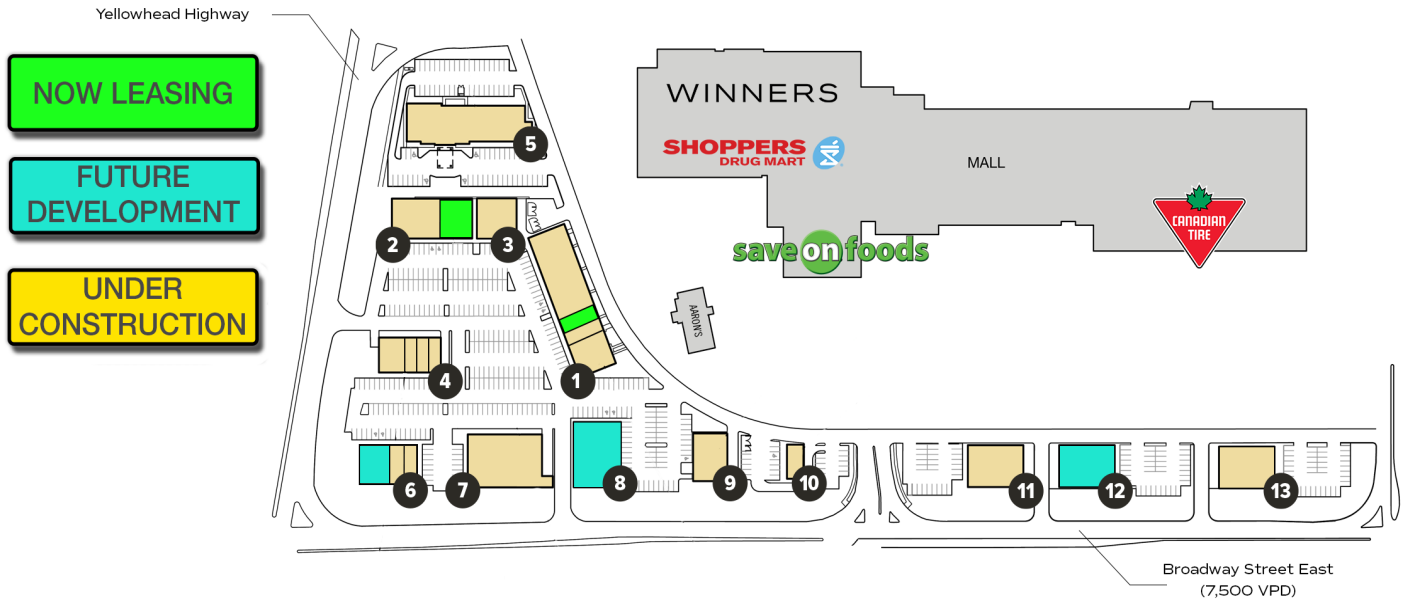 Yellowhead Highway
NOW LEASING
FUTURE
DEVELOPMENT
UNDER
CONSTRUCTION
WINNERS
SHOPPERS
DRUG MART
MALL
CANADIAN
TIRE
save on foods
AARON'S
5
2
3
4
1
6
7
8
9
10
11
12
13
Broadway Street East
(7,500 VPD)